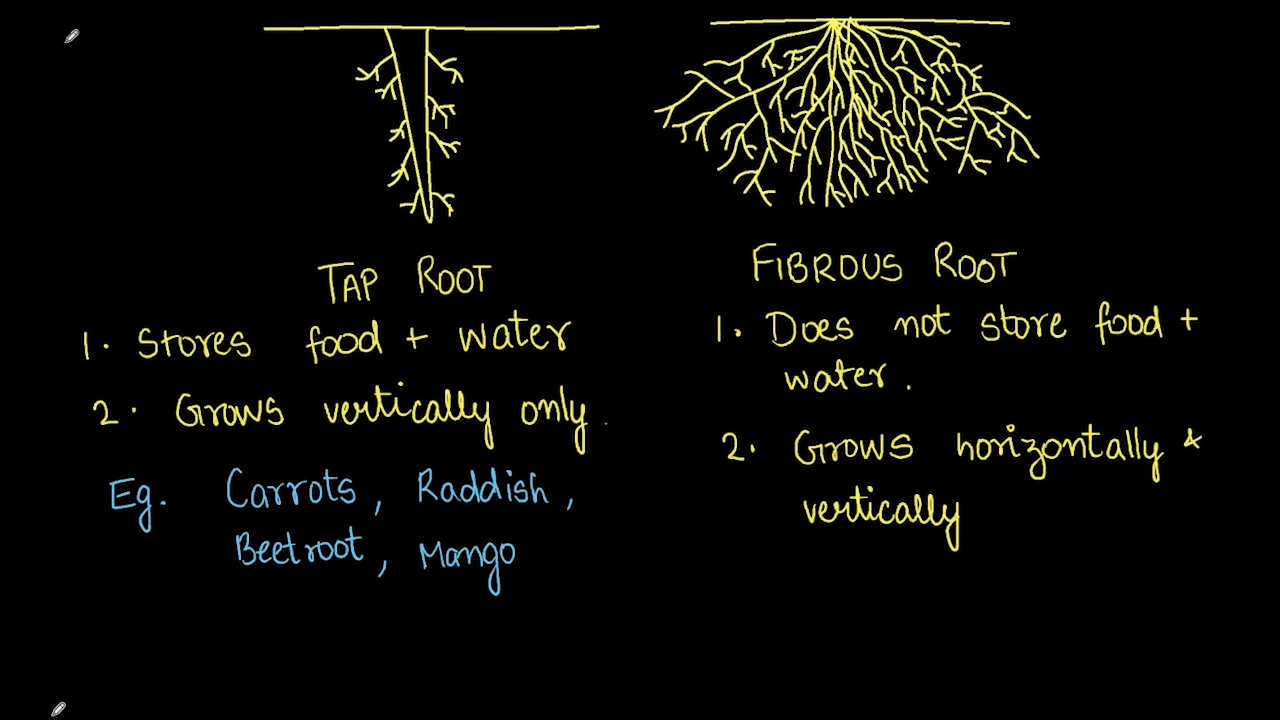 TAP ROOT
1. Stores food + water
2. Grows vertically only.
Eg. Carrots, Raddish,
Beetroot, Mango
FIBROUS ROOT
1. Does not store food +
water.
2. Grows horizontally &
vertically